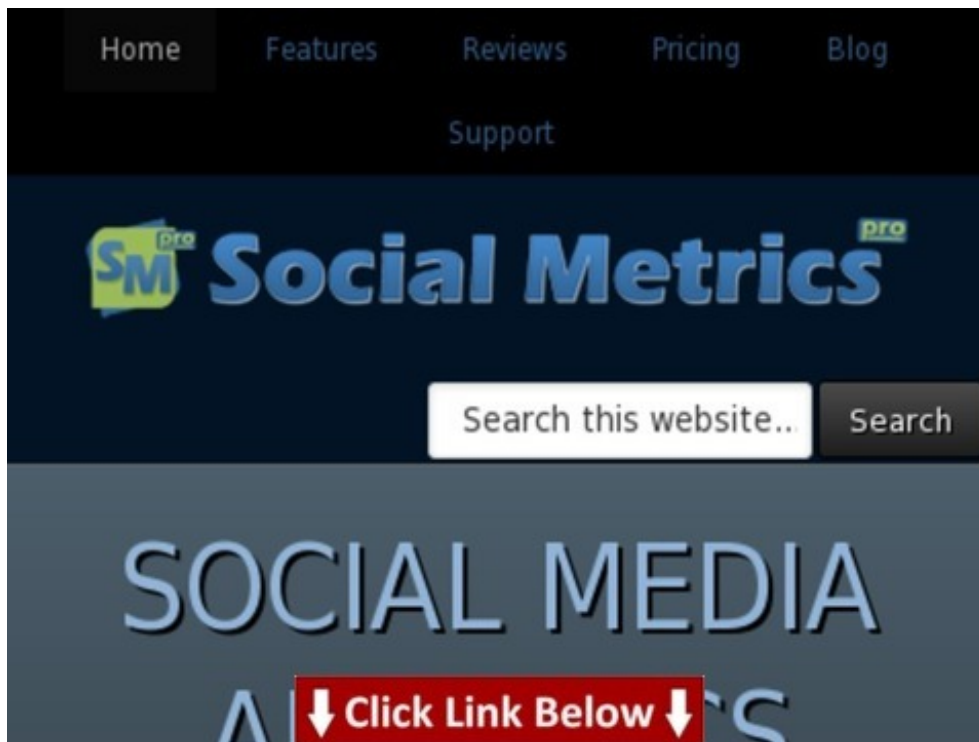 Home Features Reviews Pricing Blog
Support
SM pro Social Metrics pro
Search this website... Search
SOCIAL MEDIA
Click Link Below